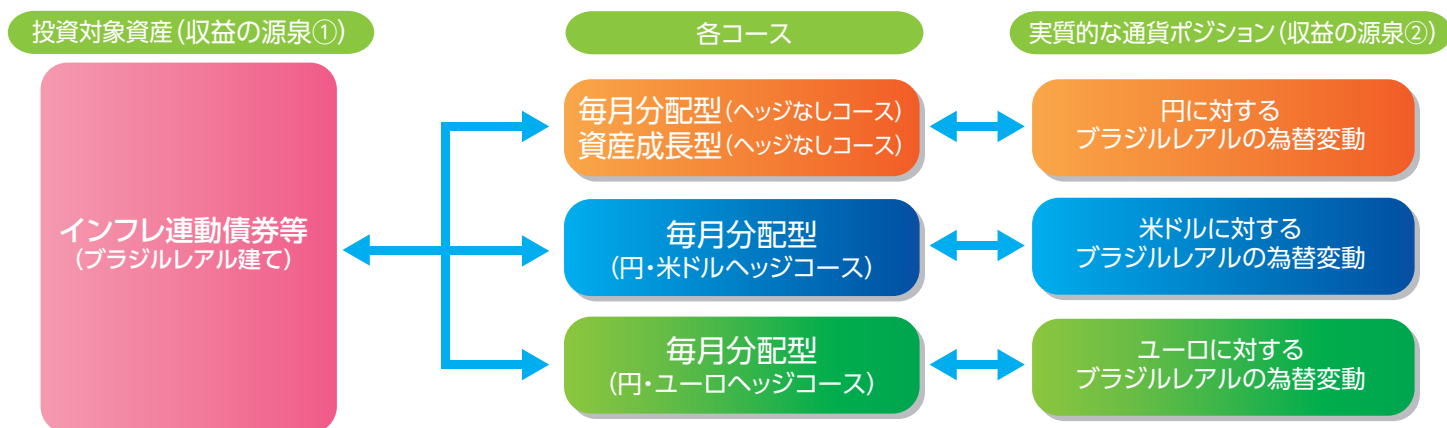 投資対象資産(収益の源泉①)
各コース
実質的な通貨ポジション(収益の源泉②)
インフレ連動債券等
(ブラジルレアル建て)
毎月分配型(ヘッジなしコース)
資産成長型(ヘッジなしコース)
円に対する
ブラジルレアルの為替変動
毎月分配型
(円・米ドルヘッジコース)
米ドルに対する
ブラジルレアルの為替変動
毎月分配型
(円・ユーロヘッジコース)
ユーロに対する
ブラジルレアルの為替変動